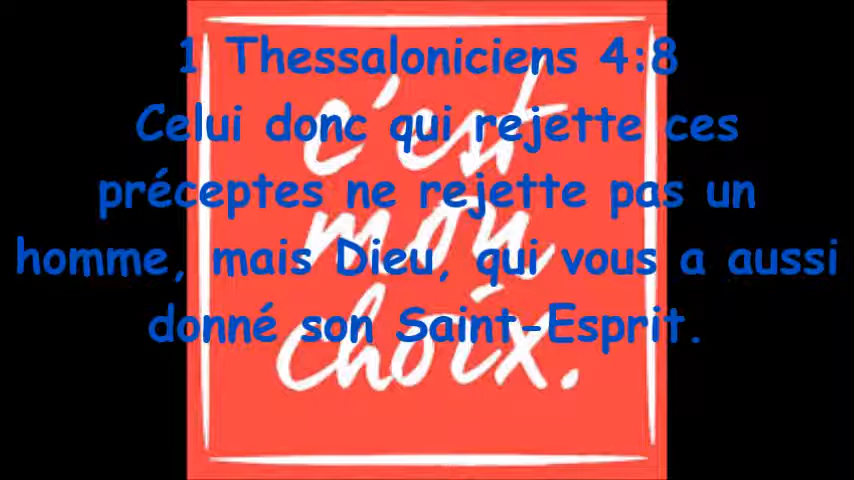 1 Thessaloniciens 4:8
Celui donc qui rejette ces
préceptes ne rejette pas un
homme, mais Dieu, qui vous a aussi
donné son Saint-Esprit.
c'est
mon
choix.